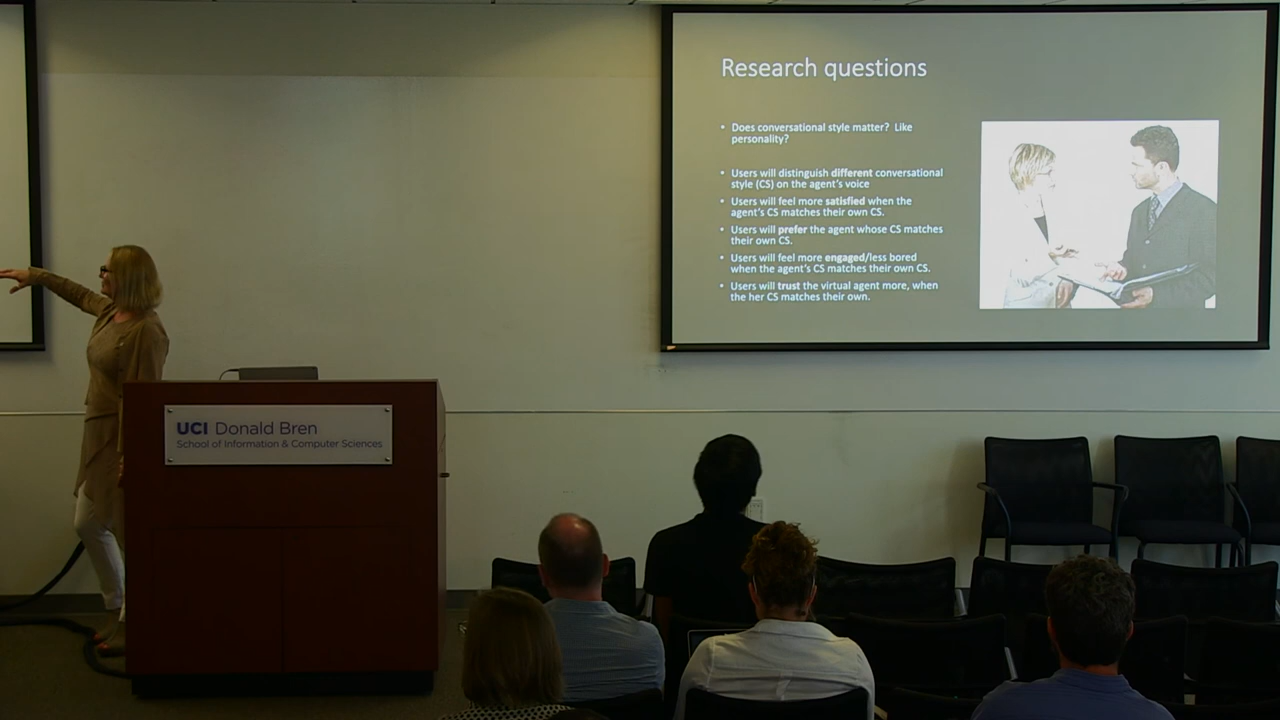 Research questions
• Does conversational style matter? Like
personality?
• Users will distinguish different conversational
style (CS) on the agent's voice
• Users will feel more satisfied when the
agent's CS matches their own CS.
• Users will prefer the agent whose CS matches
their own CS.
• Users will feel more engaged/less bored
when the agent's CS matches their own CS.
• Users will trust the virtual agent more, when
the her CS matches their own.
UCI Donald Bren
School of Information & Computer Sciences